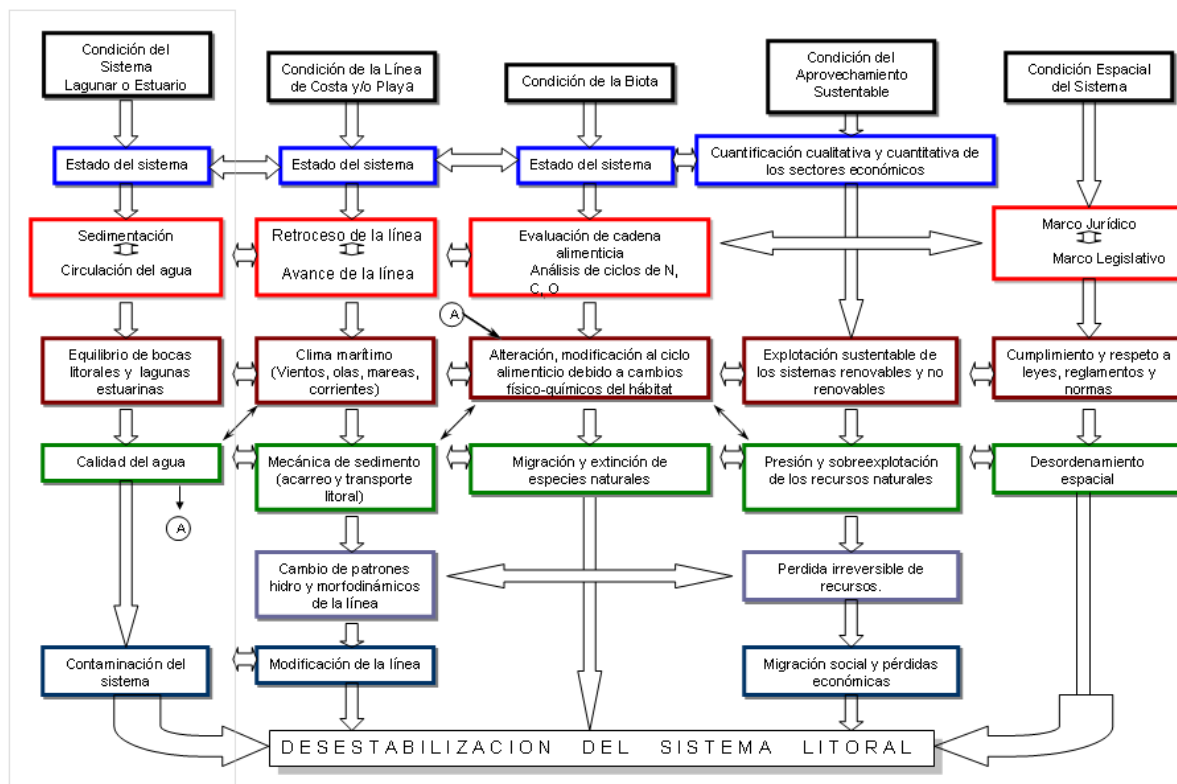 Condición del
Sistema
Lagunar o Estuario
Condición de la Línea
de Costa y/o Playa
Condición de la Biota
Condición del
Aprovechamiento
Sustentable
Condición Espacial
del Sistema
Estado del sistema
Estado del sistema
Estado del sistema
Cuantificación cualitativa y cuantitativa de
los sectores económicos
Sedimentación
Circulación del agua
Retroceso de la línea
Avance de la línea
Evaluación de cadena
alimenticia
Análisis de ciclos de N,
C, O
Marco Jurídico
Marco Legislativo
A
Equilibrio de bocas
litorales y lagunas
estuarinas
Clima marítimo
(Vientos, olas, mareas,
corrientes)
Alteración, modificación al ciclo
alimenticio debido a cambios
físico-químicos del hábitat
Explotación sustentable de
los sistemas renovables y no
renovables
Cumplimiento y respeto a
leyes, reglamentos y
normas
Calidad del agua
Mecánica de sedimento
(acarreo y transporte
litoral)
Migración y extinción de
especies naturales
Presión y sobreexplotación
de los recursos naturales
Desordenamiento
espacial
A
Cambio de patrones
hidro y morfodinámicos
de la línea
Perdida irreversible de
recursos.
Contaminación del
sistema
Modificación de la línea
Migración social y pérdidas
económicas
DESESTABILIZACION DEL SISTEMA LITORAL